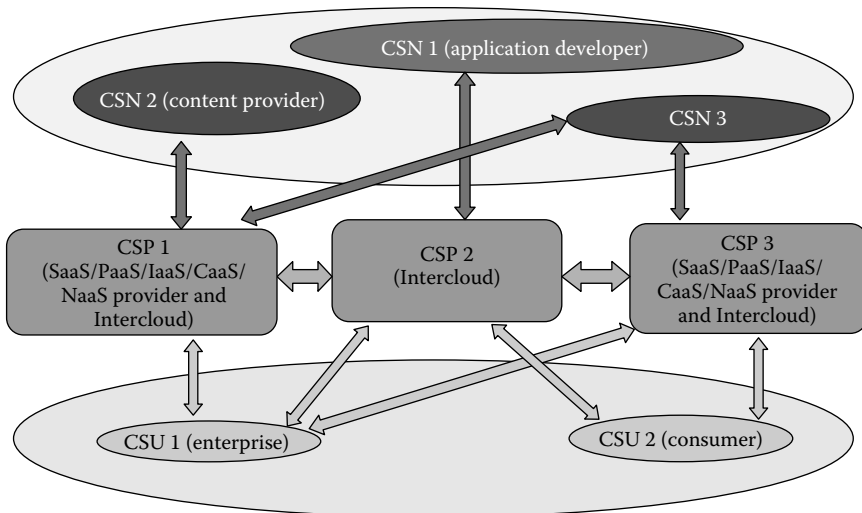 CSN 1 (application developer)
CSN 2 (content provider)
CSN 3
CSP 1
(SaaS/PaaS/IaaS/CaaS/
NaaS provider and
Intercloud)
CSP 2
(Intercloud)
CSP 3
(SaaS/PaaS/IaaS/
CaaS/NaaS provider
and Intercloud)
CSU 1 (enterprise)
CSU 2 (consumer)